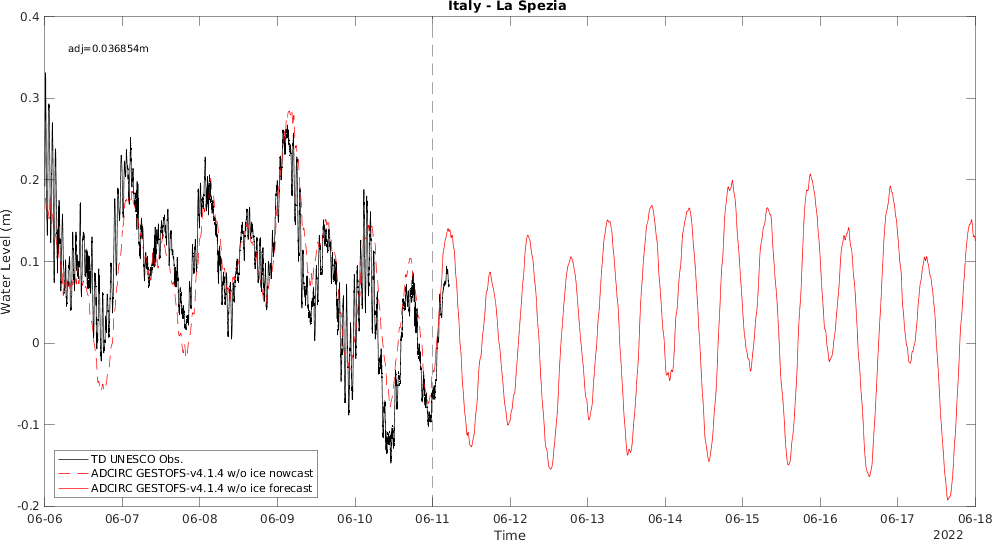 Italy - La Spezia
adj=0.036854m
Water Level (m)
0.4
0.3
0.2
0.1
0
-0.1
-0.2
TD UNESCO Obs.
ADCIRC GESTOFS-v4.1.4 w/o ice nowcast
ADCIRC GESTOFS-v4.1.4 w/o ice forecast
06-06 06-07 06-08 06-09 06-10 06-11 06-12 06-13 06-14 06-15 06-16 06-17 06-18
Time
2022